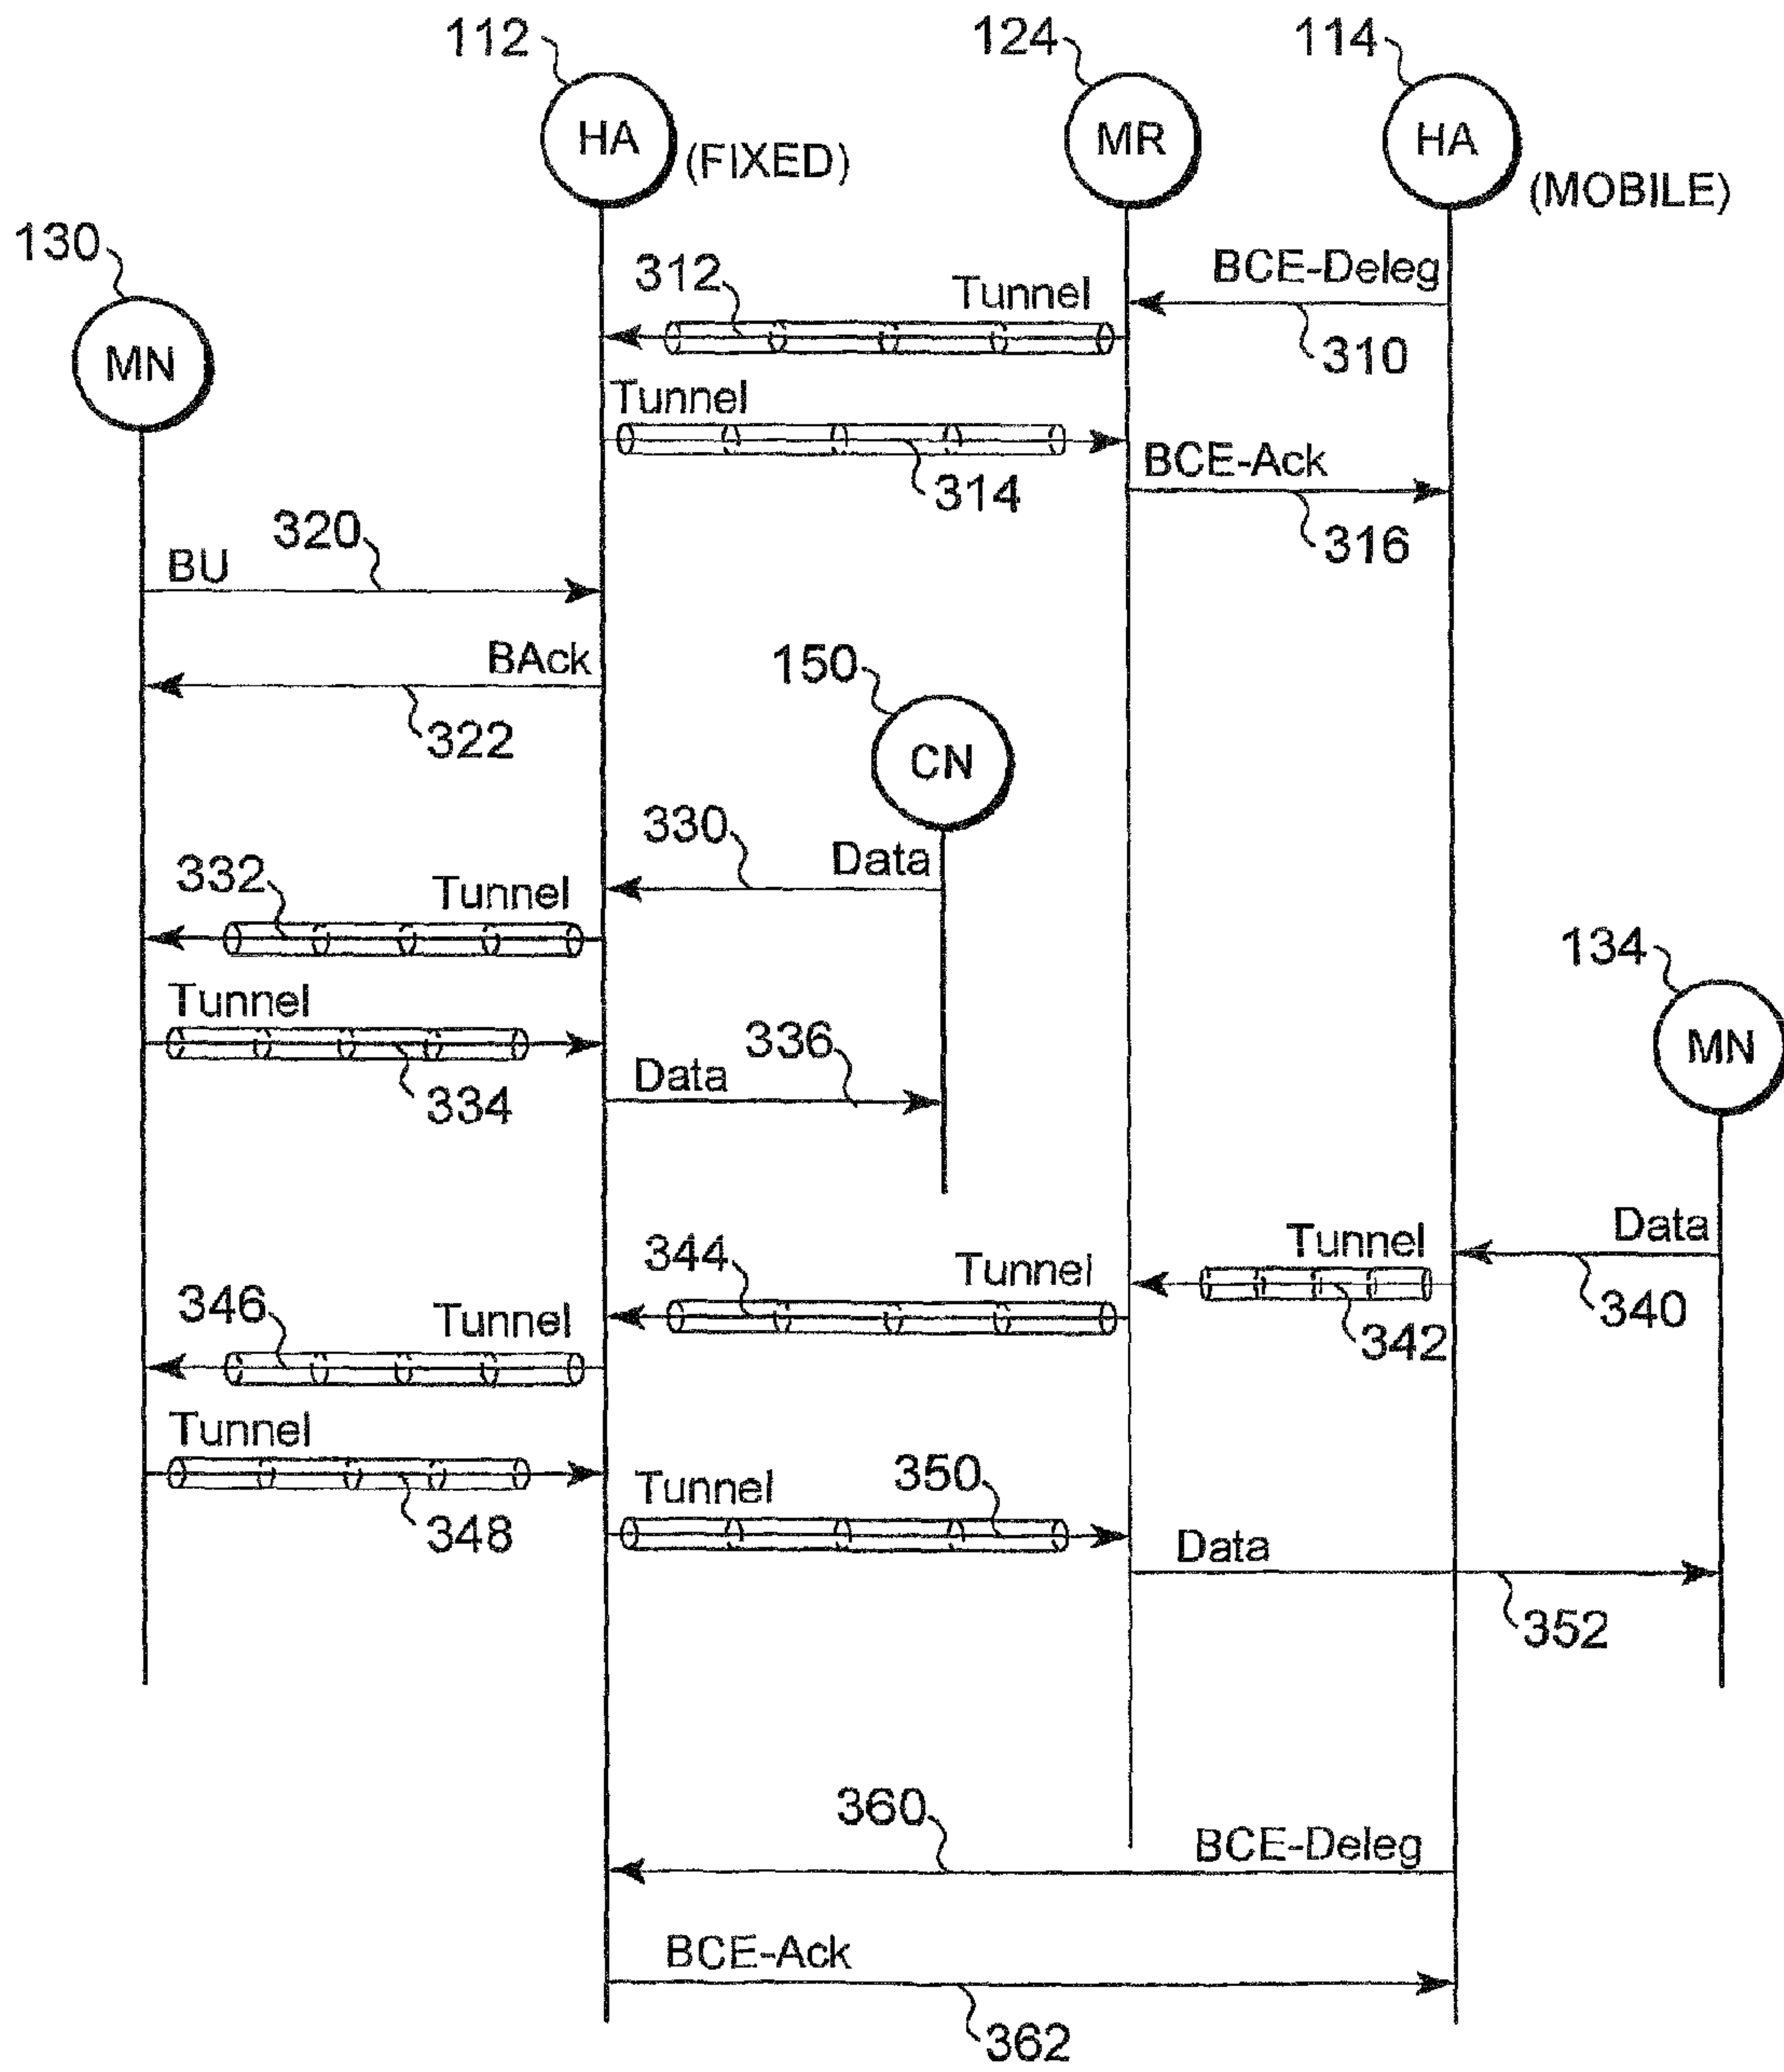 112
124
114
HA
(FIXED)
MR
HA
(MOBILE)
130
MN
312
Tunnel
BCE-Deleg
310
Tunnel
314
BCE-Ack
316
320
BU
BAck
322
150
CN
330
Data
332
Tunnel
134
MN
Tunnel
334
336
Data
Data
340
Tunnel
342
344
Tunnel
346
Tunnel
Tunnel
348
350
Tunnel
Data
352
360
BCE-Deleg
BCE-Ack
362